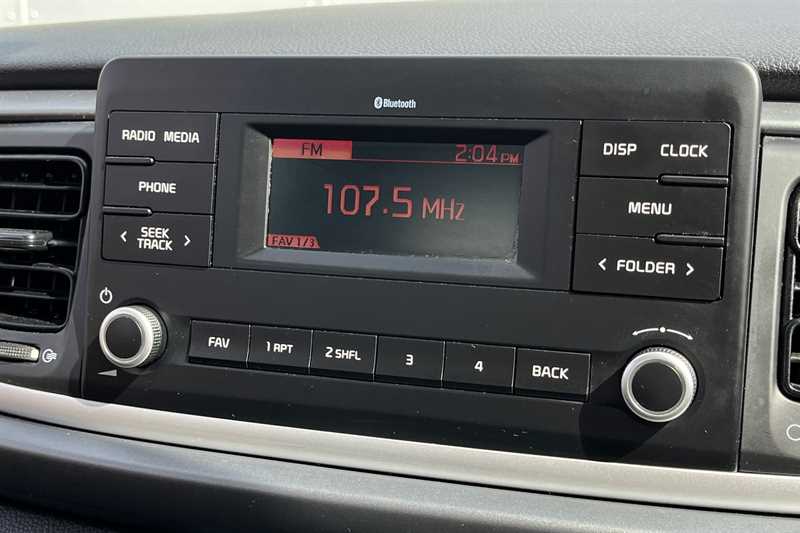 Bluetooth
RADIO MEDIA
PHONE
< SEEK TRACK >
FM 2:04 PM
107.5 MHz
FAV 1/3
DISP CLOCK
MENU
< FOLDER >
FAV
1 RPT
2 SHFL
3
4
BACK